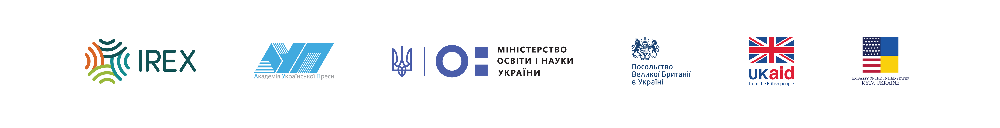 IREX
Академія Української Преси
МІНІСТЕРСТВО
ОСВІТИ І НАУКИ
УКРАЇНИ
Посольство
Великої Британії
в Україні
UKaid
from the British people
EMBASSY OF THE UNITED STATES
KYIV, UKRAINE